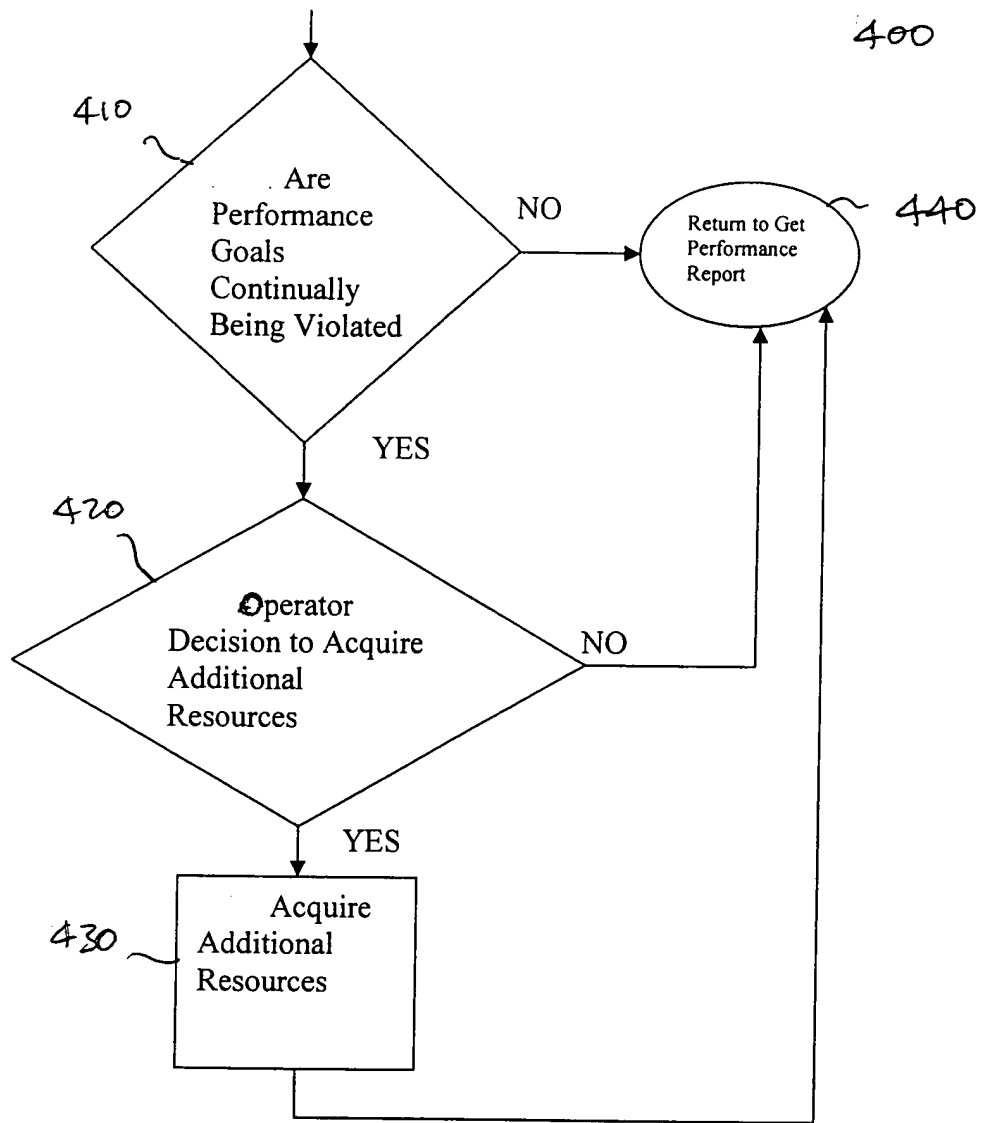 400
410
Are
Performance
Goals
Continually
Being Violated
NO
Return to Get
Performance
Report
440
YES
420
Operator
Decision to Acquire
Additional
Resources
NO
YES
430
Acquire
Additional
Resources